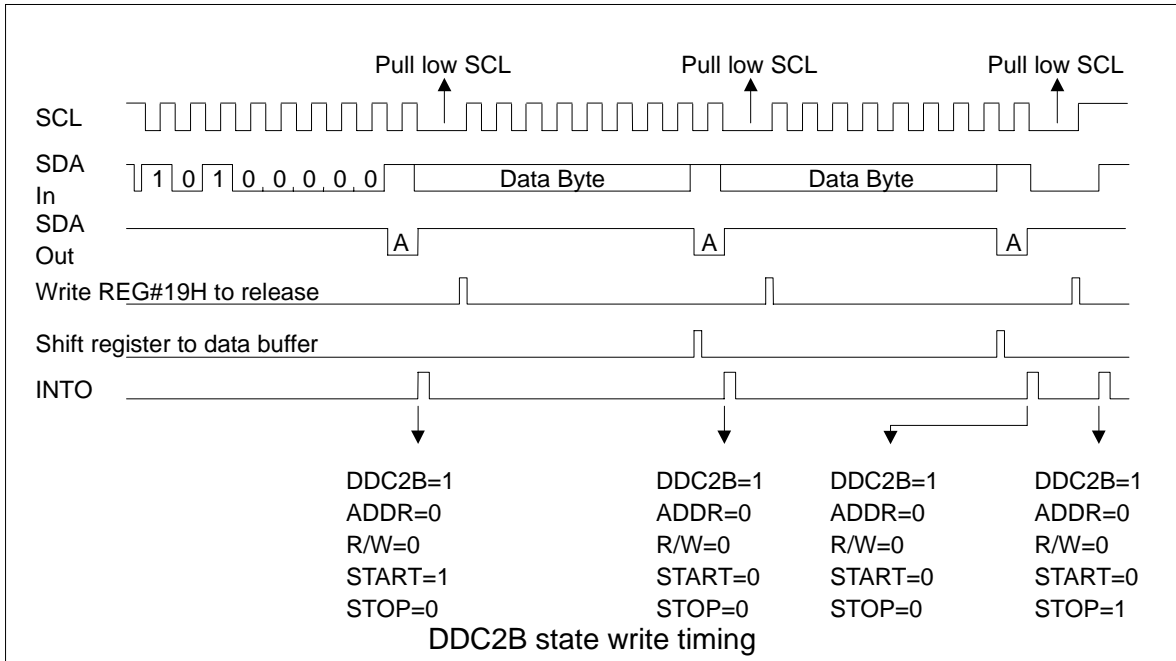 Pull low SCL Pull low SCL Pull low SCL
SCL
SDA
In
1 0 1 0 0 0 0 0 Data Byte Data Byte
SDA
Out
A A A
Write REG#19H to release
Shift register to data buffer
INTO
DDC2B=1 DDC2B=1 DDC2B=1 DDC2B=1
ADDR=0 ADDR=0 ADDR=0 ADDR=0
R/W=0 R/W=0 R/W=0 R/W=0
START=1 START=0 START=0 START=0
STOP=0 STOP=0 STOP=0 STOP=1
DDC2B state write timing